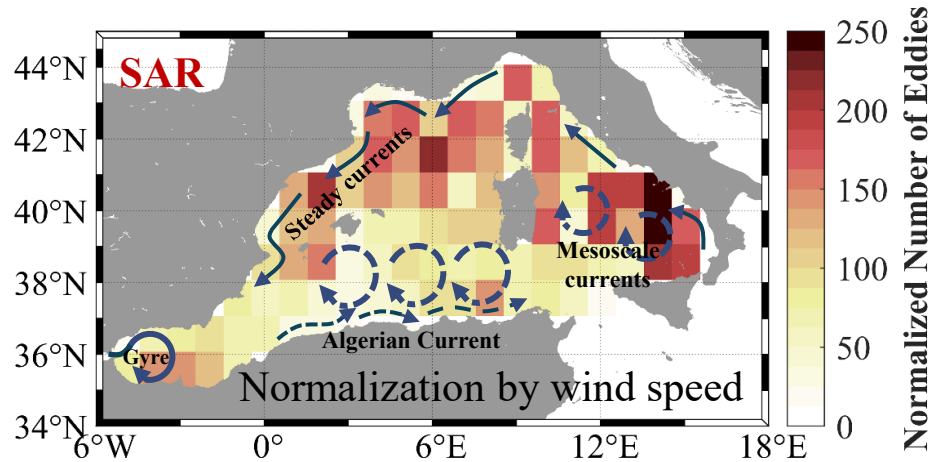 SAR
44°N
42°N
40°N
38°N
36°N
34°N
6°W
0°
6°E
12°E
18°E
Steady currents
Mesoscale
currents
Algerian Current
Gyre
Normalization by wind speed
250
200
150
100
50
0
Normalized Number of Eddies